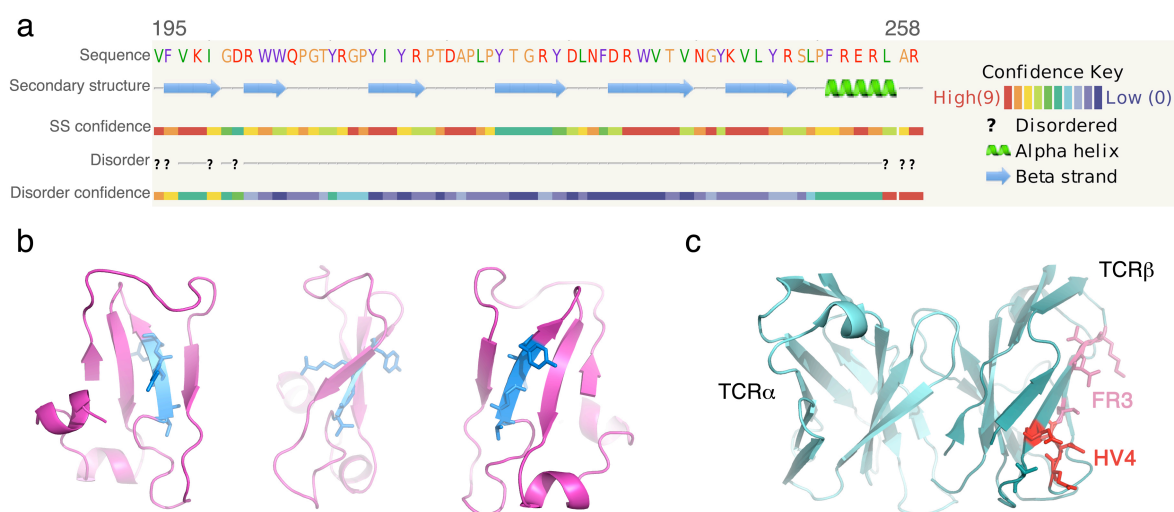 a
195 258
Sequence VFVKIGDRWWQPGTYRGPYIYRPTDAPLPYTGRYDLNFDRWVTVNGYKVLYRSLPFRERLAR
Secondary structure
SS confidence
Disorder ? ? ? ? ? ? ?
Disorder confidence
Confidence Key
High(9) Low (0)
? Disordered
Alpha helix
Beta strand
b
c
TCRβ
TCRα
FR3
HV4